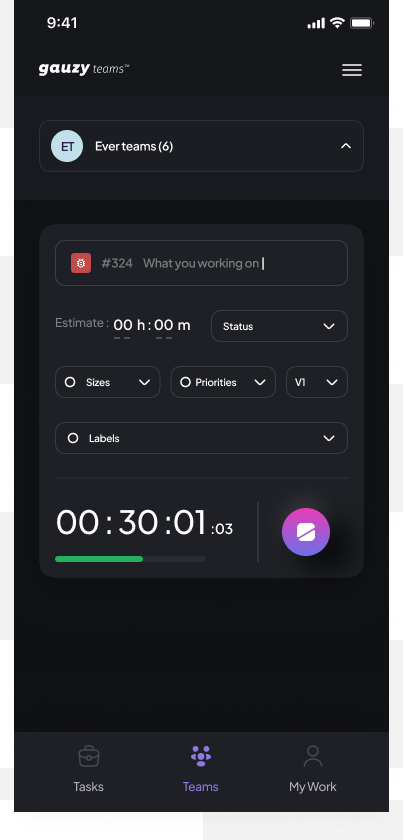 9:41
gauzy teams™
ET Ever teams (6)
#324 What you working on
Estimate : 00 h : 00 m Status
Sizes Priorities V1
Labels
00 : 30 :01 :03
Tasks Teams My Work